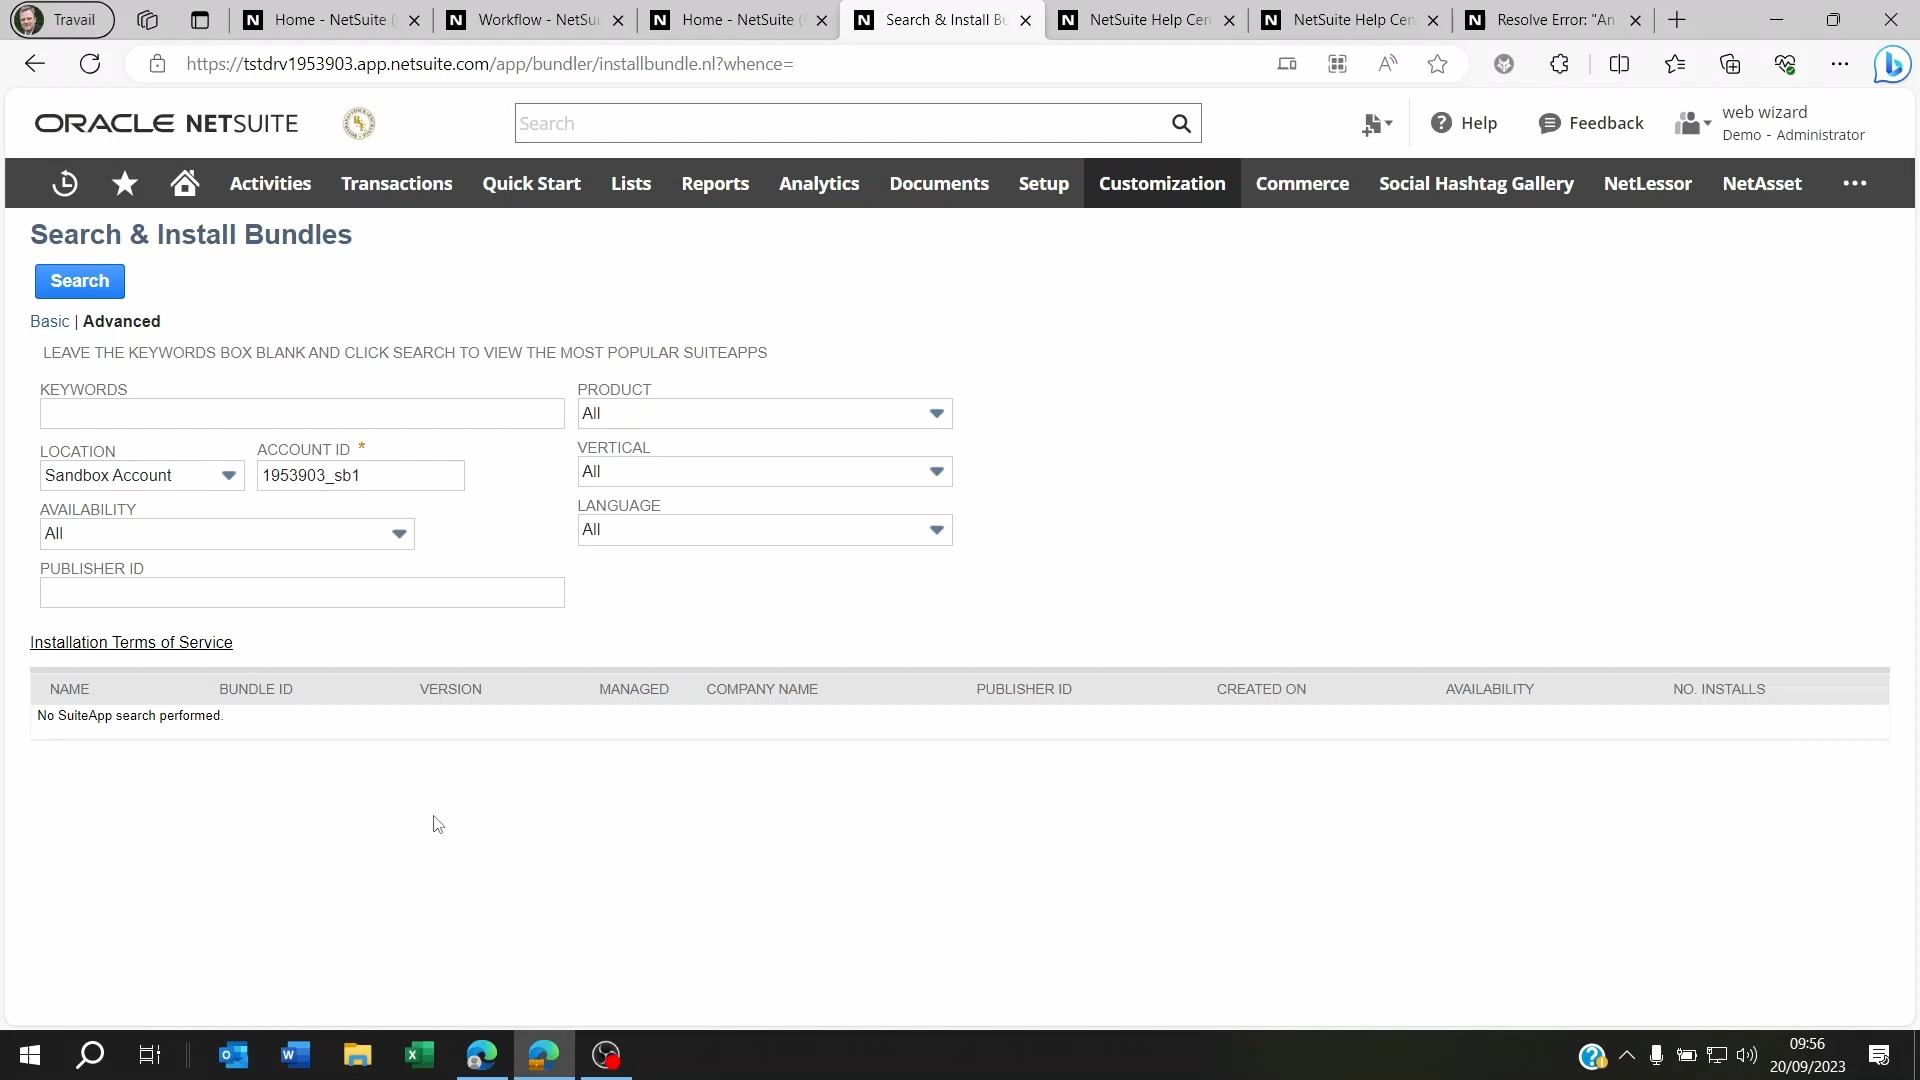 Travail
Home - NetSuite (
Workflow - NetSui
Home - NetSuite (
Search & Install Bu
NetSuite Help Cen
NetSuite Help Cen
Resolve Error: "An
https://tstdrv1953903.app.netsuite.com/app/bundler/installbundle.nl?whence=
ORACLE NETSUITE
Search
Help
Feedback
web wizard
Demo - Administrator
Activities
Transactions
Quick Start
Lists
Reports
Analytics
Documents
Setup
Customization
Commerce
Social Hashtag Gallery
NetLessor
NetAsset
Search & Install Bundles
Search
Basic | Advanced
LEAVE THE KEYWORDS BOX BLANK AND CLICK SEARCH TO VIEW THE MOST POPULAR SUITEAPPS
KEYWORDS
PRODUCT
All
LOCATION
Sandbox Account
ACCOUNT ID *
1953903_sb1
VERTICAL
All
AVAILABILITY
All
LANGUAGE
All
PUBLISHER ID
Installation Terms of Service
NAME BUNDLE ID VERSION MANAGED COMPANY NAME PUBLISHER ID CREATED ON AVAILABILITY NO. INSTALLS
No SuiteApp search performed.
09:56
20/09/2023